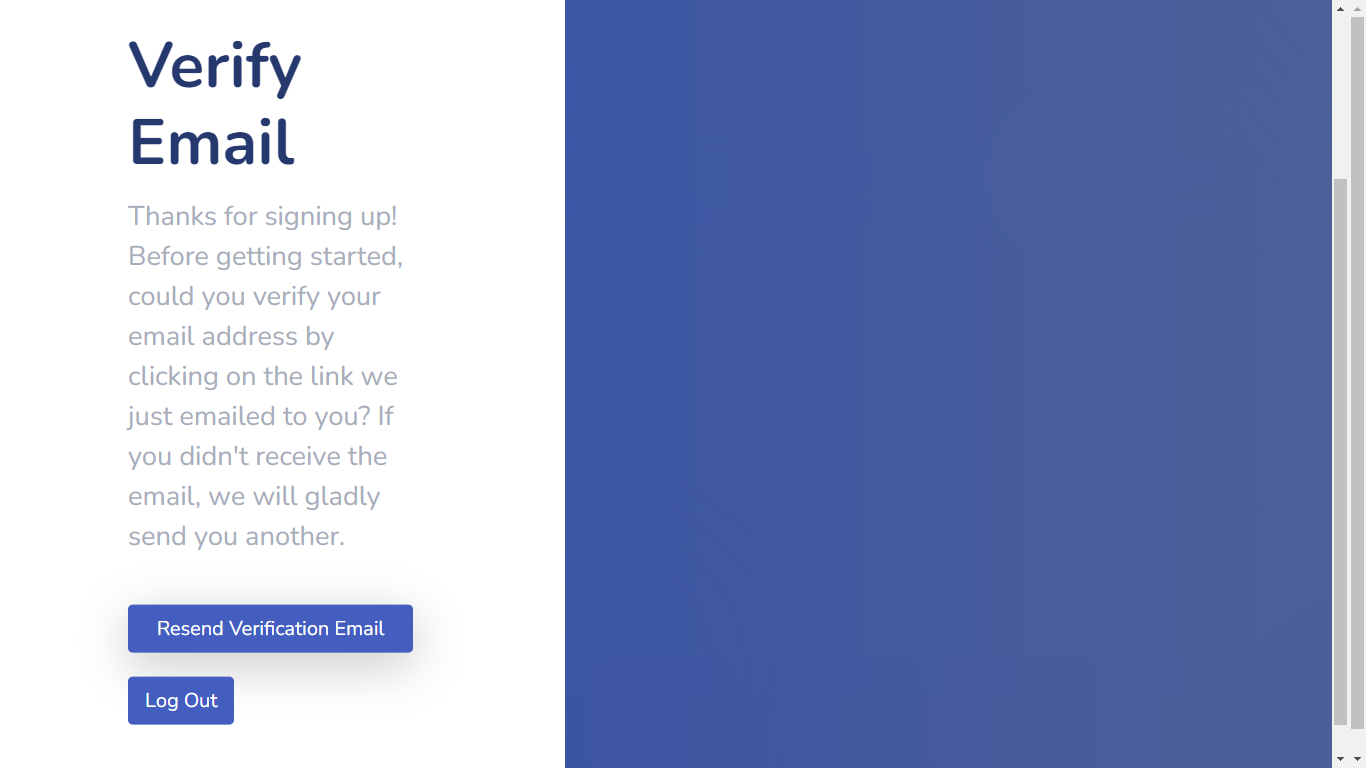 Verify
Email
Thanks for signing up!
Before getting started,
could you verify your
email address by
clicking on the link we
just emailed to you? If
you didn't receive the
email, we will gladly
send you another.
Resend Verification Email
Log Out